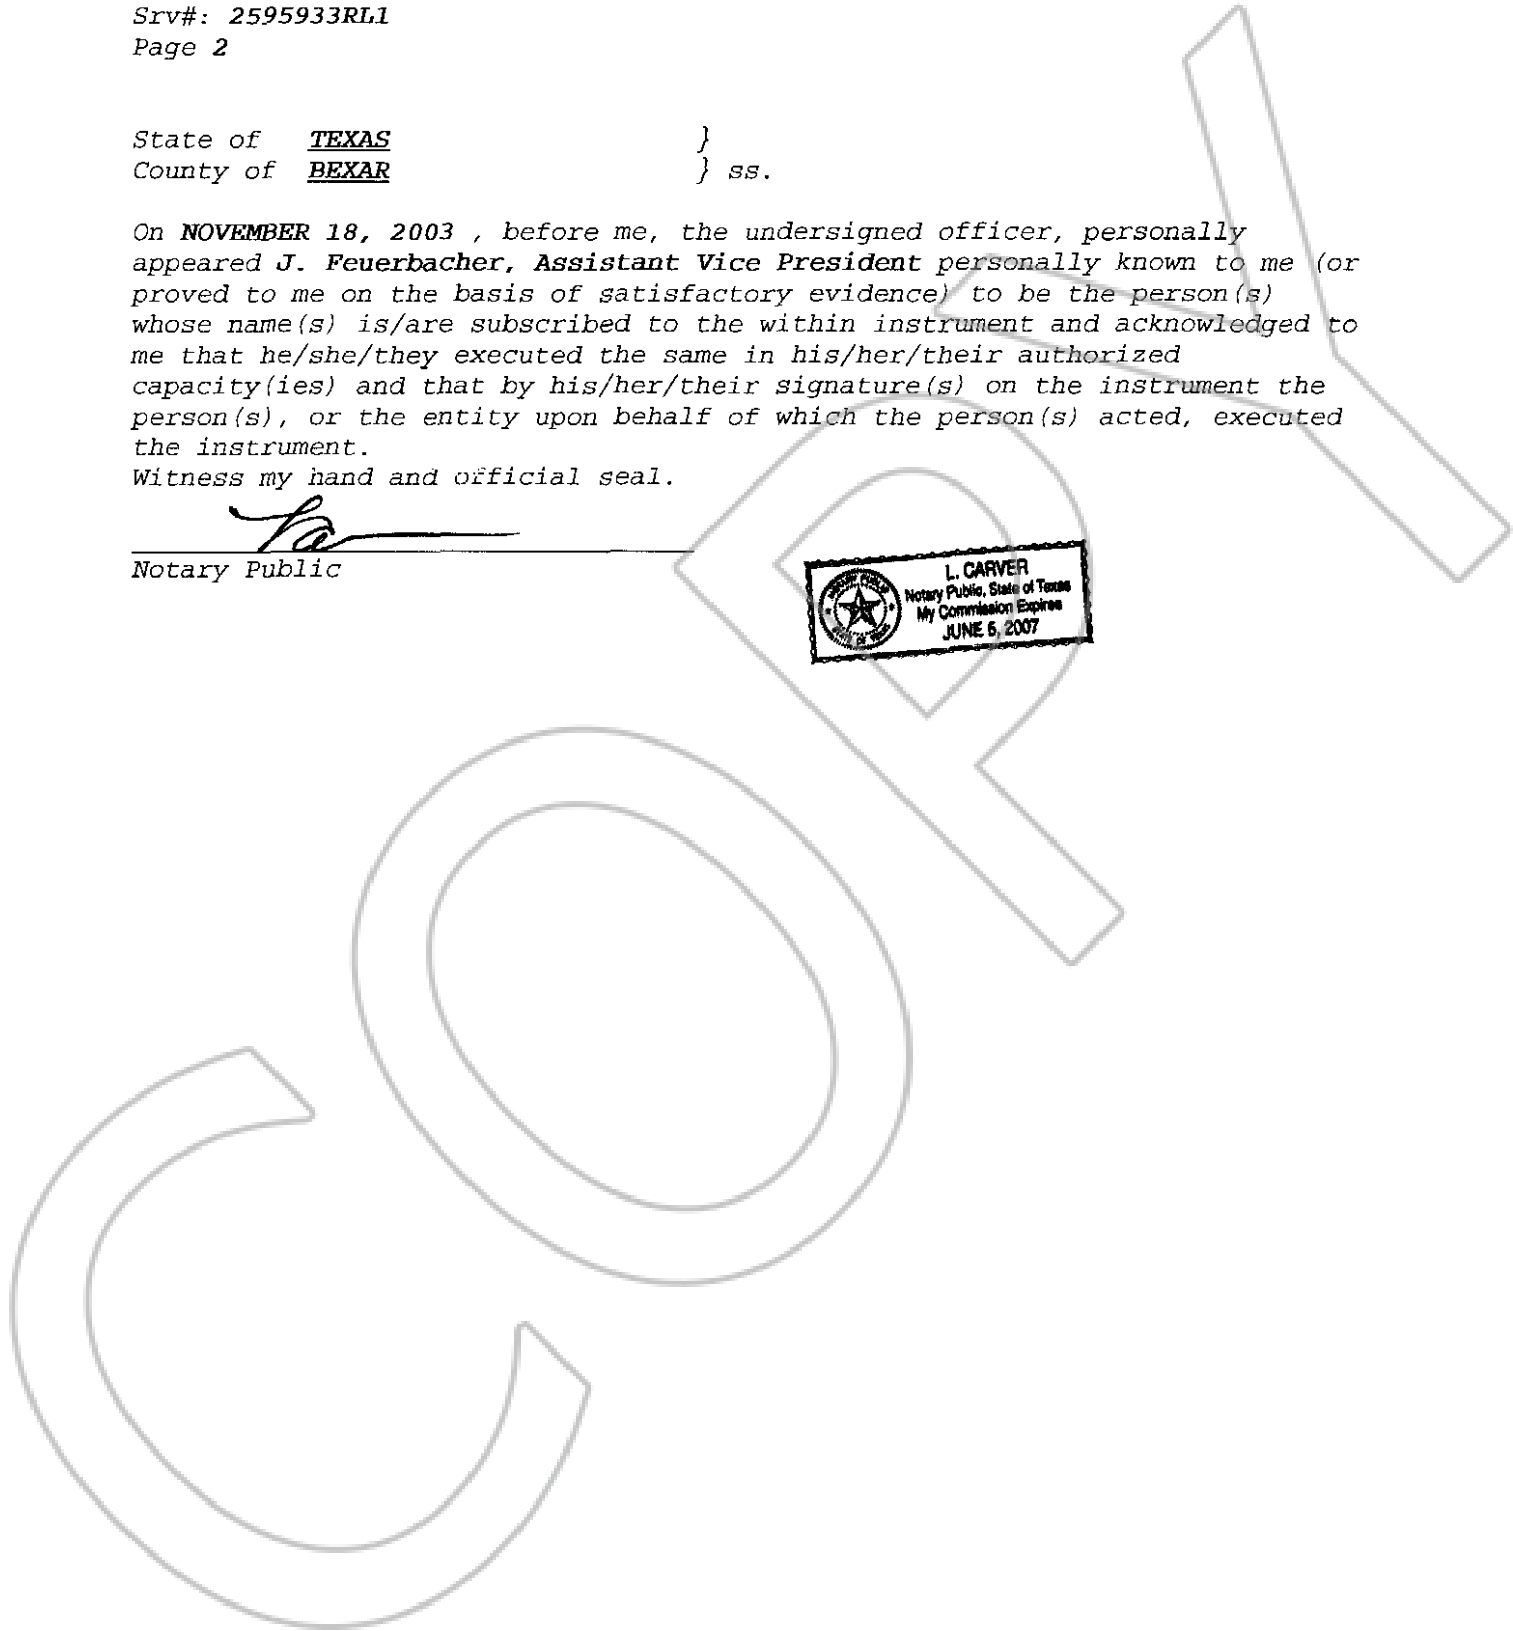 Srv#: 2595933RL1
Page 2
State of TEXAS }
County of BEXAR } ss.
On NOVEMBER 18, 2003 , before me, the undersigned officer, personally
appeared J. Feuerbacher, Assistant Vice President personally known to me (or
proved to me on the basis of satisfactory evidence) to be the person(s)
whose name(s) is/are subscribed to the within instrument and acknowledged to
me that he/she/they executed the same in his/her/their authorized
capacity(ies) and that by his/her/their signature(s) on the instrument the
person(s), or the entity upon behalf of which the person(s) acted, executed
the instrument.
Witness my hand and official seal.
Notary Public
L. CARVER
Notary Public, State of Texas
My Commission Expires
JUNE 5, 2007
NOTARY PUBLIC
STATE OF TEXAS
COPY